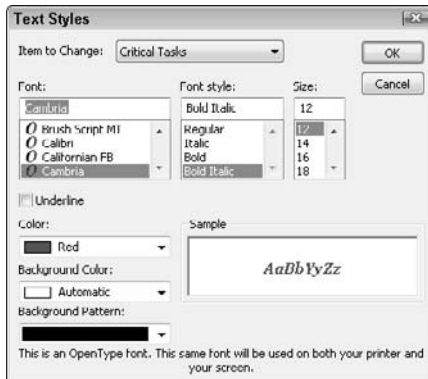 Text Styles
Item to Change: Critical Tasks
OK
Cancel
Font: Font style: Size:
Cambria Bold Italic 12
Brush Script MT Regular 12
Calibri Italic 14
Californian FB Bold 16
Cambria Bold Italic 18
Underline
Color: Sample
Red
AaBbYyZz
Background Color:
Automatic
Background Pattern:
This is an OpenType font. This same font will be used on both your printer and
your screen.